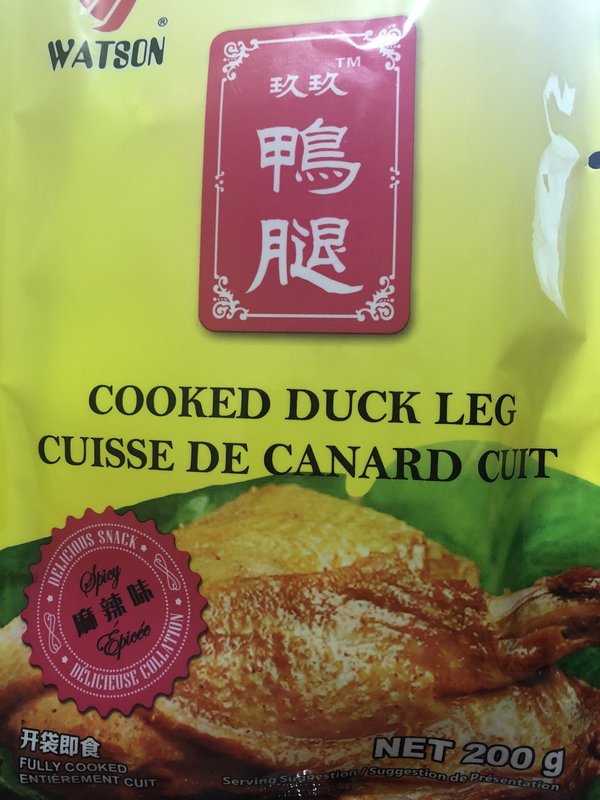 WATSON®
玖玖™
鴨
腿
COOKED DUCK LEG
CUISSE DE CANARD CUIT
DELICIOUS SNACK
Spicy
麻辣味
Épicée
DÉLICIEUSE COLLATION
开袋即食
FULLY COOKED
ENTIÈREMENT CUIT
NET 200 g
Serving Suggestion / Suggestion de Présentation